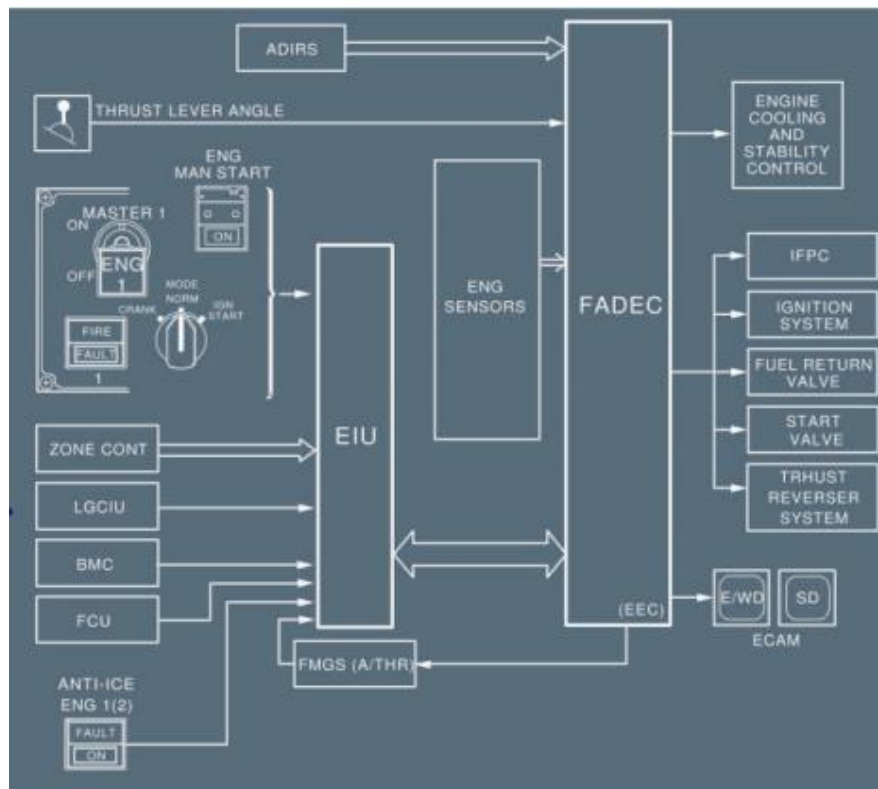 ADIRS
THRUST LEVER ANGLE
ENG
MAN START
ON
MASTER 1
ON
OFF
ENG
1
MODE
NORM
CRANK
IGN
START
FIRE
FAULT
1
ZONE CONT
LGCIU
BMC
FCU
ANTI-ICE
ENG 1(2)
FAULT
ON
EIU
ENG
SENSORS
FMGS (A/THR)
FADEC
(EEC)
ENGINE
COOLING
AND
STABILITY
CONTROL
IFPC
IGNITION
SYSTEM
FUEL RETURN
VALVE
START
VALVE
TRHUST
REVERSER
SYSTEM
E/WD
SD
ECAM